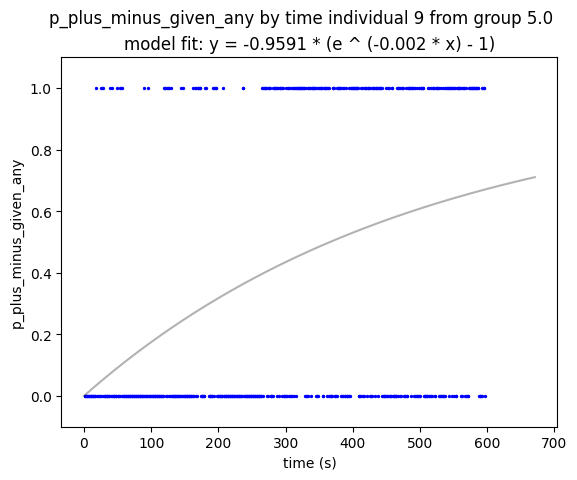 p_plus_minus_given_any by time individual 9 from group 5.0
model fit: y = -0.9591 * (e ^ (-0.002 * x) - 1)
1.0
0.8
0.6
0.4
0.2
0.0
p_plus_minus_given_any
0 100 200 300 400 500 600 700
time (s)